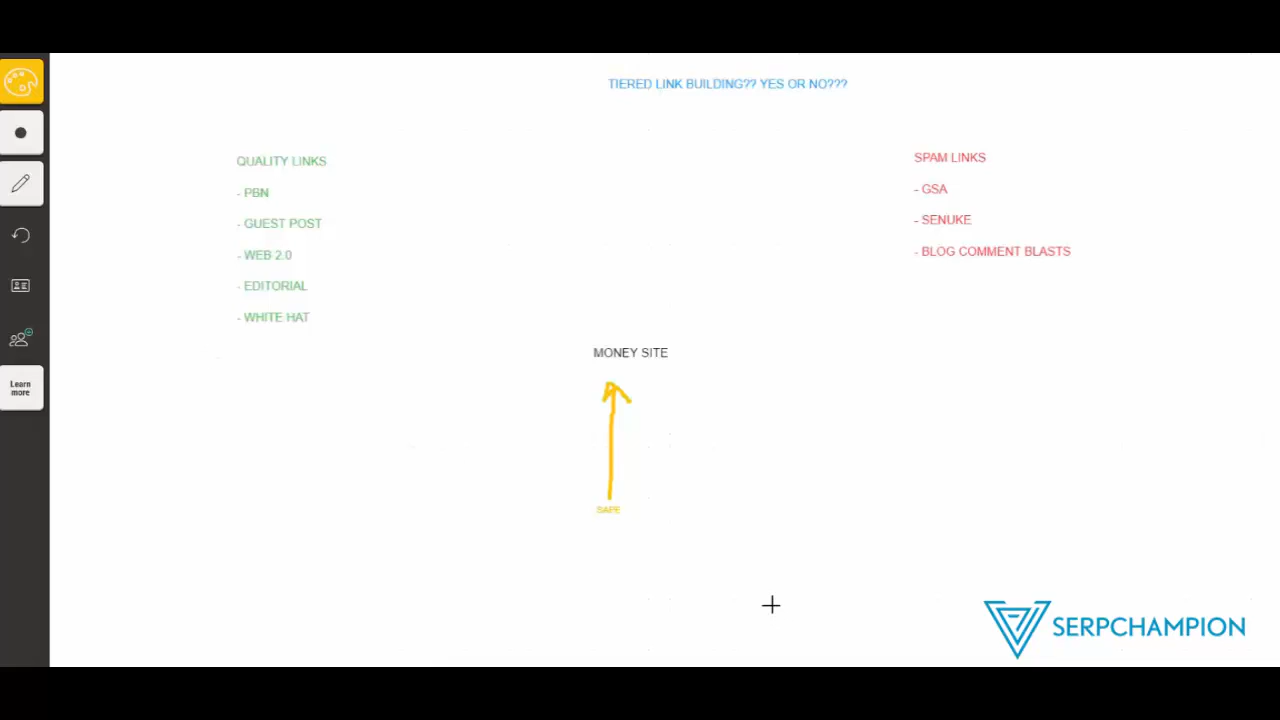 TIERED LINK BUILDING?? YES OR NO???
QUALITY LINKS
- PBN
- GUEST POST
- WEB 2.0
- EDITORIAL
- WHITE HAT
SPAM LINKS
- GSA
- SENUKE
- BLOG COMMENT BLASTS
MONEY SITE
SAPE
Learn
more
SERPCHAMPION